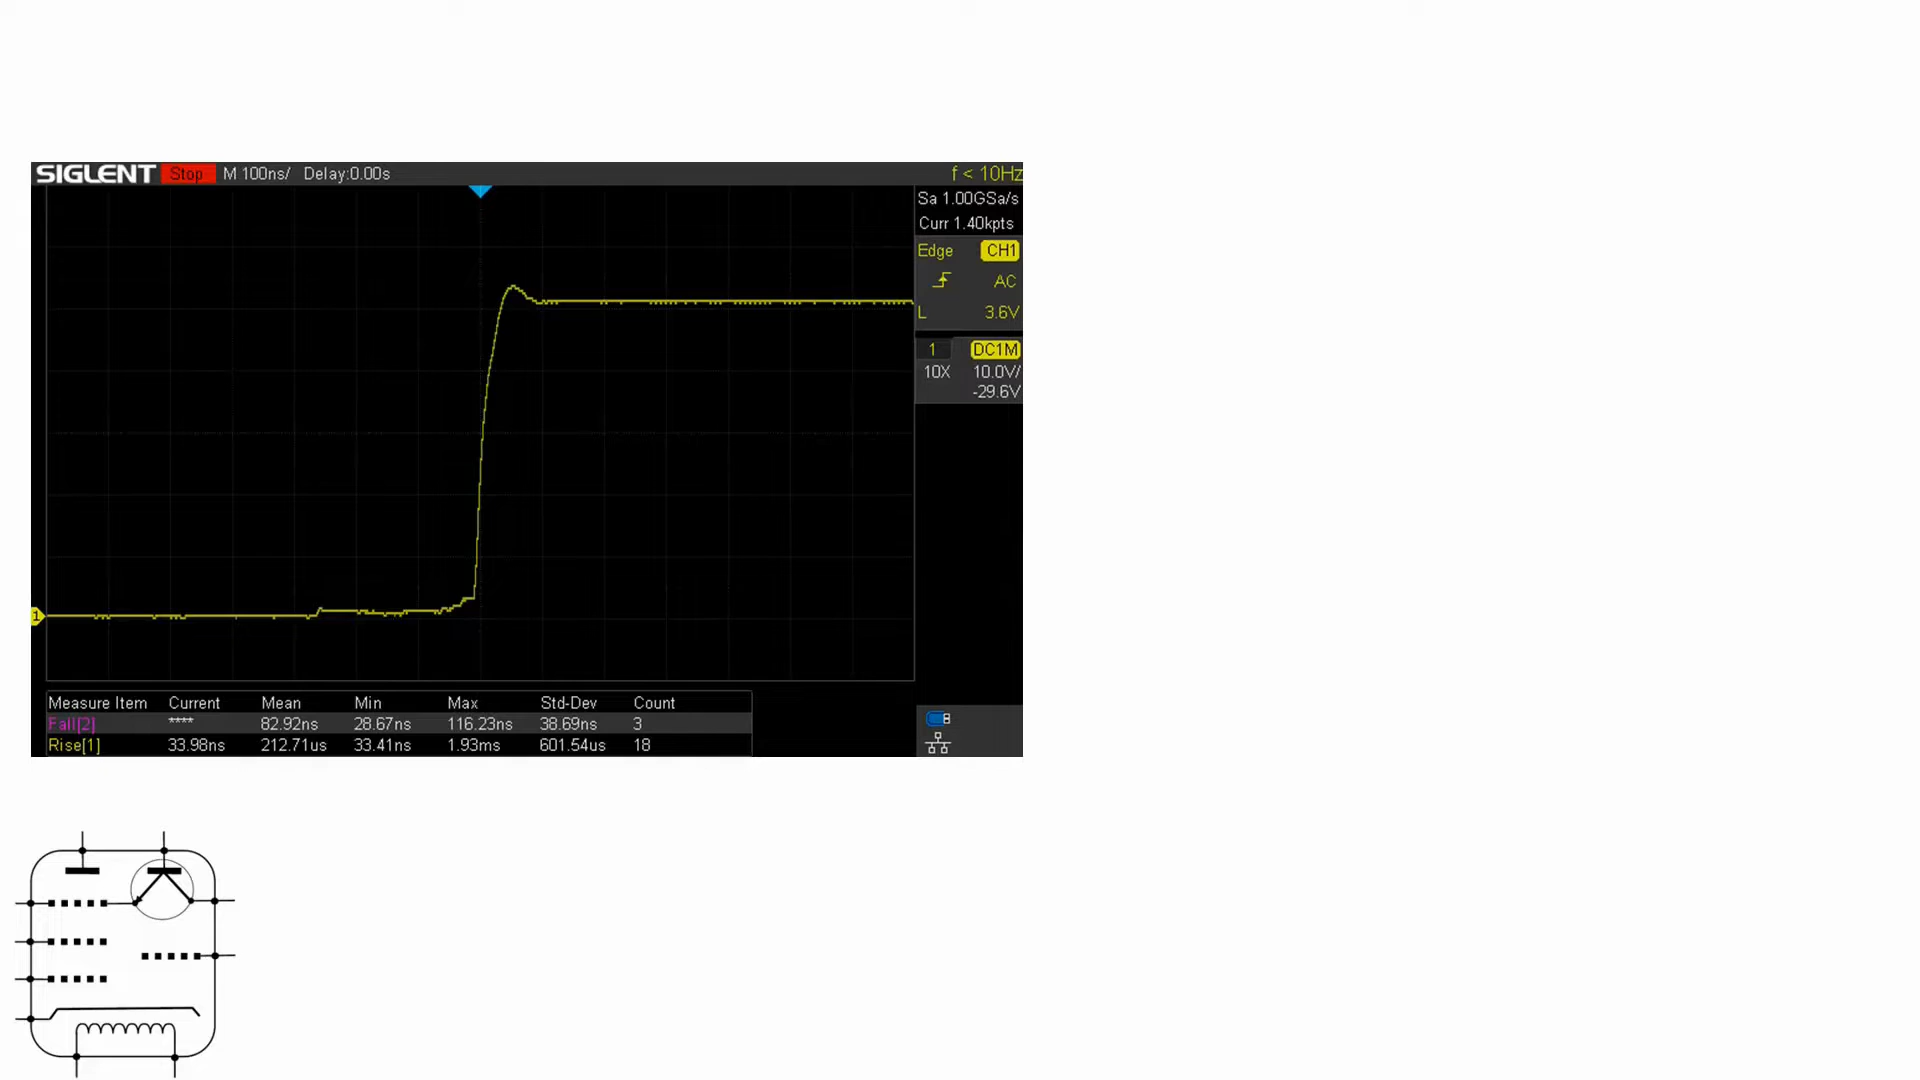 SIGLENT Stop M 100ns/ Delay:0.00s f < 10Hz
Sa 1.00GSa/s
Curr 1.40kpts
Edge CH1
AC
L 3.6V
1 DC1M
10X 10.0V/
-29.6V
1
Measure Item Current Mean Min Max Std-Dev Count
Fall[2] **** 82.92ns 28.67ns 116.23ns 38.69ns 3
Rise[1] 33.98ns 212.71us 33.41ns 1.93ms 601.54us 18